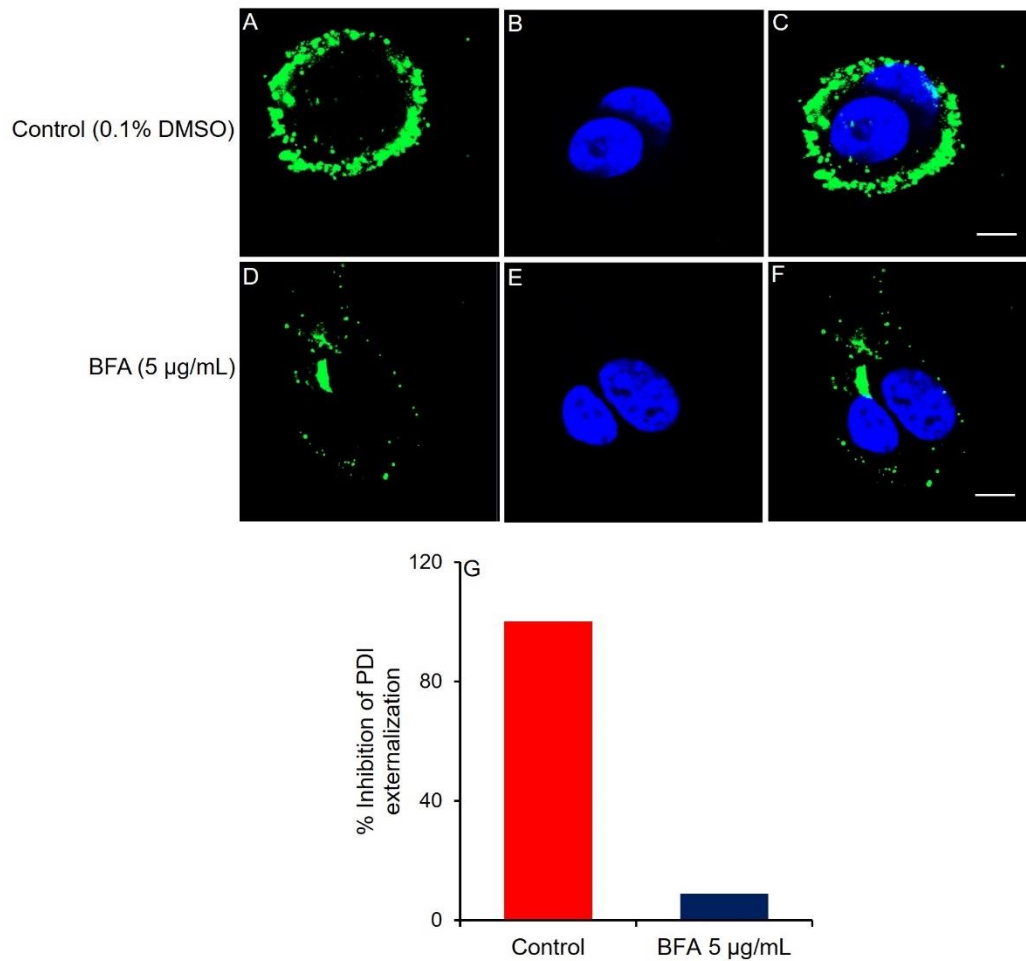 A
B
C
Control (0.1% DMSO)
D
E
F
BFA (5 µg/mL)
G
120
80
40
0
% Inhibition of PDI
externalization
Control
BFA 5 µg/mL